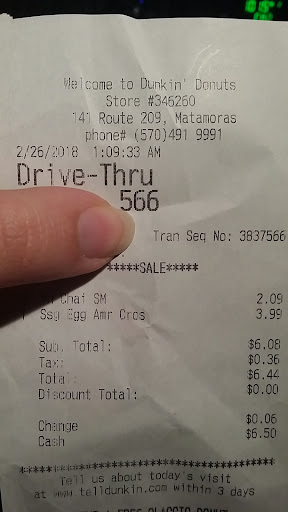 Welcome to Dunkin' Donuts
Store #346260
141 Route 209, Matamoras
phone# (570)491 9991
2/26/2018 1:09:33 AM
Drive-Thru
566
Tran Seq No: 3837566
*****SALE*****
Chai SM 2.09
Ssg Egg Amr Cros 3.99
Sub. Total: $6.08
Tax: $0.36
Total: $6.44
Discount Total: $0.00
Change $0.06
Cash $6.50
Tell us about today's visit
at www.telldunkin.com within 3 days